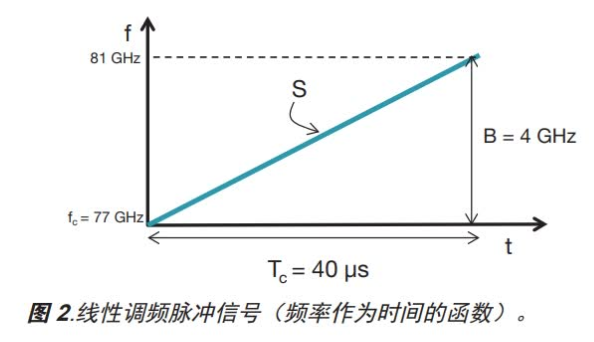 f
81 GHz
S
B = 4 GHz
fc = 77 GHz
t
Tc = 40 µs
图 2.线性调频脉冲信号（频率作为时间的函数）。